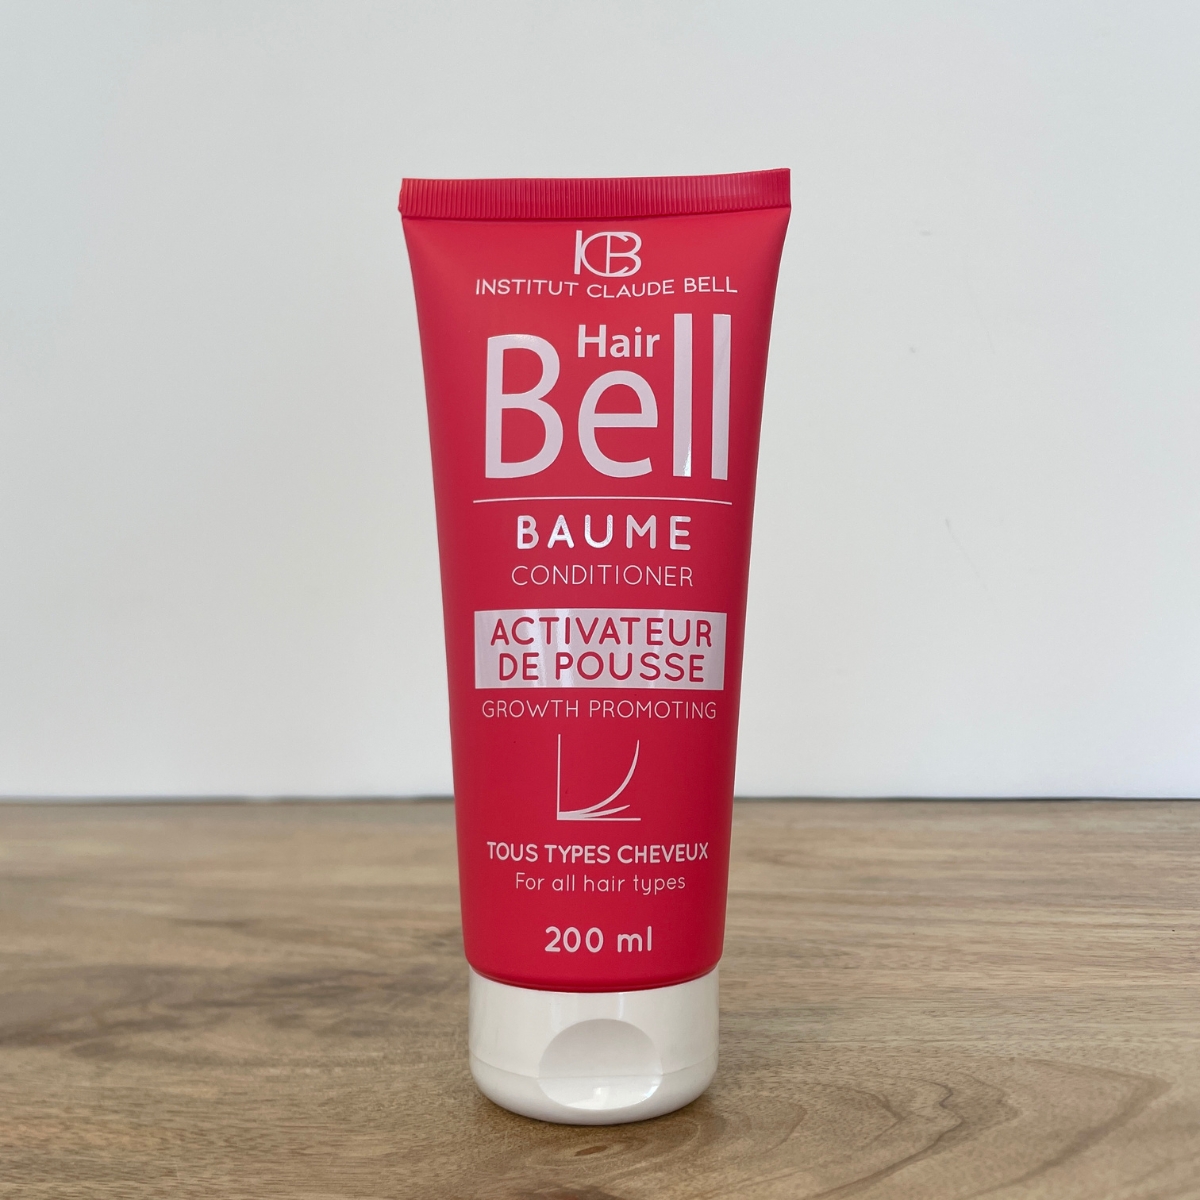 ICB
INSTITUT CLAUDE BELL
Hair
Bell
BAUME
CONDITIONER
ACTIVATEUR
DE POUSSE
GROWTH PROMOTING
TOUS TYPES CHEVEUX
For all hair types
200 ml